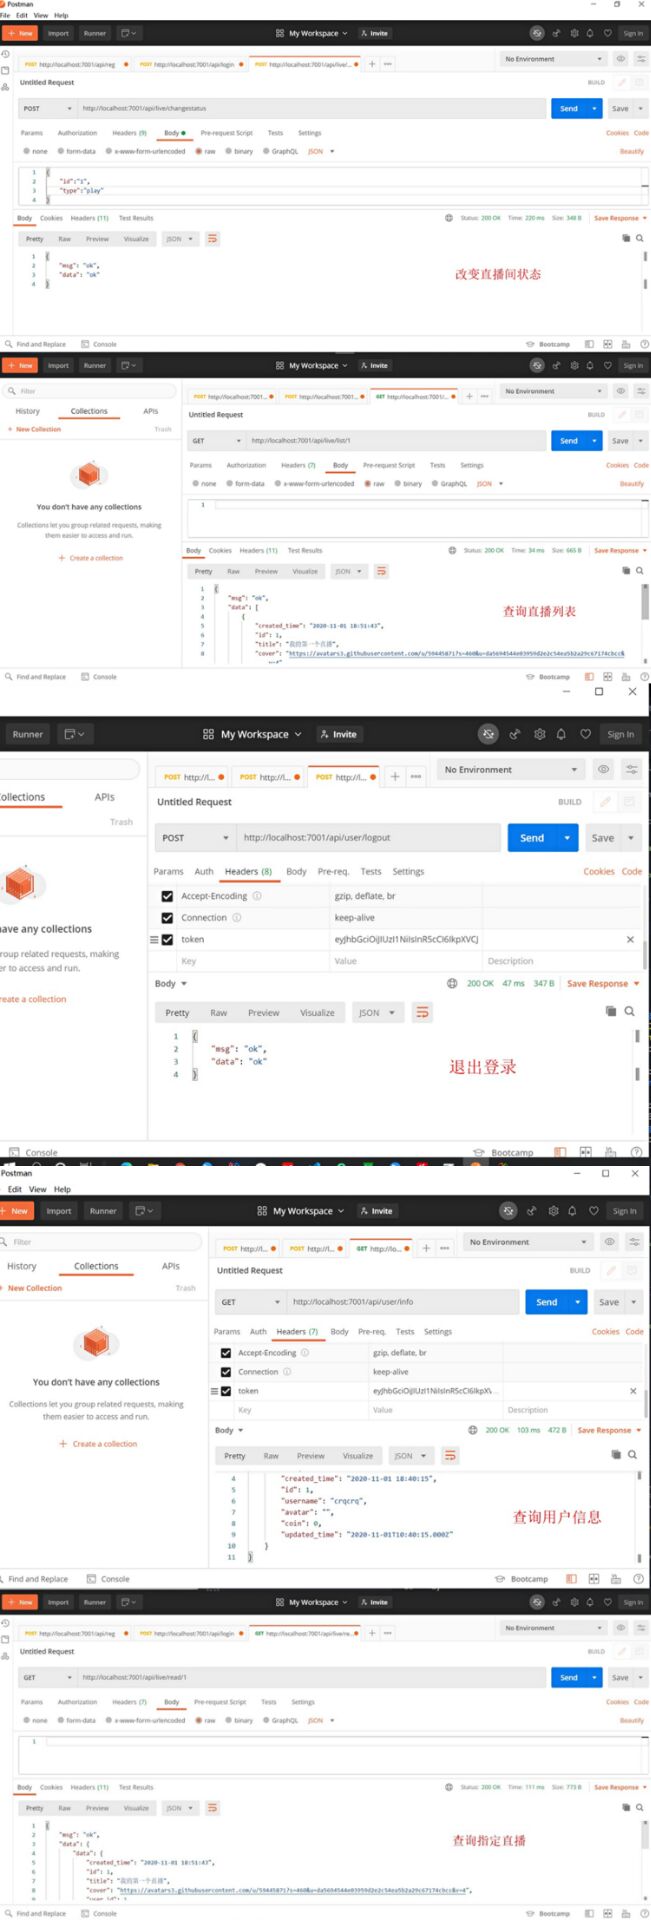 Postman
File Edit View Help
+ New Import Runner My Workspace Invite Sign In
POST http://localhost:7001/api/reg POST http://localhost:7001/api/login POST http://localhost:7001/api/live/... + ••• No Environment
Untitled Request BUILD
POST http://localhost:7001/api/live/changestatus Send Save
Params Authorization Headers (9) Body Pre-request Script Tests Settings Cookies Code
none form-data x-www-form-urlencoded raw binary GraphQL JSON Beautify
1 {
2 "id":"1",
3 "type":"play"
4 }
Body Cookies Headers (11) Test Results Status: 200 OK Time: 220 ms Size: 348 B Save Response
Pretty Raw Preview Visualize JSON
1 {
2 "msg": "ok",
3 "data": "ok"
4 }
改变直播间状态
Find and Replace Console Bootcamp
+ New Import Runner My Workspace Invite Sign In
Filter
History Collections APIs
+ New Collection Trash
You don't have any collections
Collections let you group related requests, making
them easier to access and run.
+ Create a collection
POST http://localhost:7001... POST http://localhost:7001... GET http://localhost:7001/... + ••• No Environment
Untitled Request BUILD
GET http://localhost:7001/api/live/list/1 Send Save
Params Authorization Headers (7) Body Pre-request Script Tests Settings Cookies Code
none form-data x-www-form-urlencoded raw binary GraphQL JSON Beautify
1
Body Cookies Headers (11) Test Results Status: 200 OK Time: 34 ms Size: 665 B Save Response
Pretty Raw Preview Visualize JSON
1 {
2 "msg": "ok",
3 "data": [
4 {
5 "created_time": "2020-11-01 18:51:43",
6 "id": 1,
7 "title": "我的第一个直播",
8 "cover":
查询直播列表
Find and Replace Console Bootcamp
Runner My Workspace Invite Sign In
ollections APIs
Trash
ave any collections
group related requests, making
er to access and run.
reate a collection
POST http://l... POST http://l... POST http://l... + ••• No Environment
Untitled Request BUILD
POST http://localhost:7001/api/user/logout Send Save
Params Auth Headers (8) Body Pre-req. Tests Settings Cookies Code
Accept-Encoding gzip, deflate, br
Connection keep-alive
token
Key Value Description
Body 200 OK 47 ms 347 B Save Response
Pretty Raw Preview Visualize JSON
1 {
2 "msg": "ok",
3 "data": "ok"
4 }
退出登录
Console Bootcamp
Postman
Edit View Help
+ New Import Runner My Workspace Invite Sign In
Filter
History Collections APIs
New Collection Trash
You don't have any collections
Collections let you group related requests, making
them easier to access and run.
+ Create a collection
POST http://l... POST http://l... GET http://lo... + ••• No Environment
Untitled Request BUILD
GET http://localhost:7001/api/user/info Send Save
Params Auth Headers (7) Body Pre-req. Tests Settings Cookies Code
Accept-Encoding gzip, deflate, br
Connection keep-alive
token
Key Value Description
Body 200 OK 103 ms 472 B Save Response
Pretty Raw Preview Visualize JSON
4 "created_time": "2020-11-01 18:40:15",
5 "id": 1,
6 "username": "crqcrq",
7 "avatar": "",
8 "coin": 0,
9 "updated_time": "2020-11-01T10:40:15.000Z"
10 }
11 }
查询用户信息
Find and Replace Console Bootcamp
+ New Import Runner My Workspace Invite Sign In
POST http://localhost:7001/api/reg POST http://localhost:7001/api/login GET http://localhost:7001/api/live/re... + ••• No Environment
Untitled Request BUILD
GET http://localhost:7001/api/live/read/1 Send Save
Params Authorization Headers (7) Body Pre-request Script Tests Settings Cookies Code
none form-data x-www-form-urlencoded raw binary GraphQL JSON Beautify
1
Body Cookies Headers (11) Test Results Status: 200 OK Time: 111 ms Size: 773 B Save Response
Pretty Raw Preview Visualize JSON
1 {
2 "msg": "ok",
3 "data": {
4 "data": {
5 "created_time": "2020-11-01 18:51:43",
6 "id": 1,
7 "title": "我的第一个直播",
8 "cover":
查询指定直播
Find and Replace Console Bootcamp